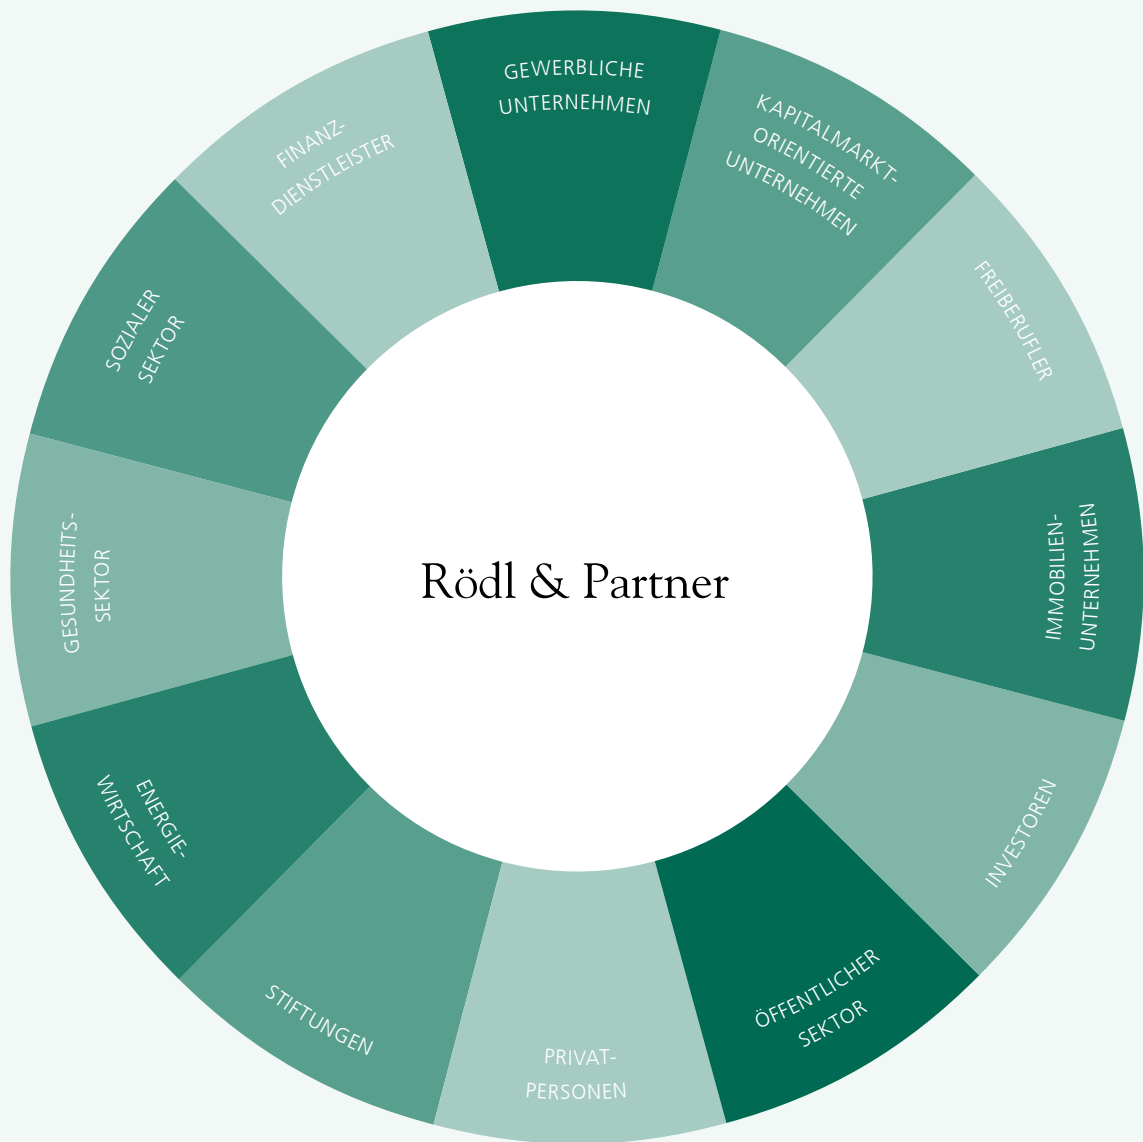 GEWERBLICHE
UNTERNEHMEN
KAPITALMARKT-
ORIENTIERTE
UNTERNEHMEN
FREIBERUFLER
IMMOBILIEN-
UNTERNEHMEN
INVESTOREN
ÖFFENTLICHER
SEKTOR
PRIVAT-
PERSONEN
STIFTUNGEN
ENERGIE-
WIRTSCHAFT
GESUNDHEITS-
SEKTOR
SOZIALER
SEKTOR
FINANZ-
DIENSTLEISTER
Rödl & Partner